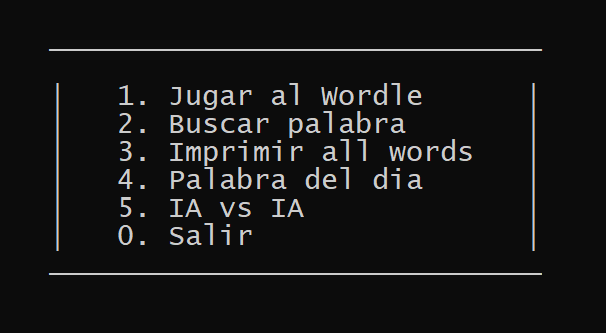 1. Jugar al Wordle
2. Buscar palabra
3. Imprimir all words
4. Palabra del dia
5. IA vs IA
0. Salir